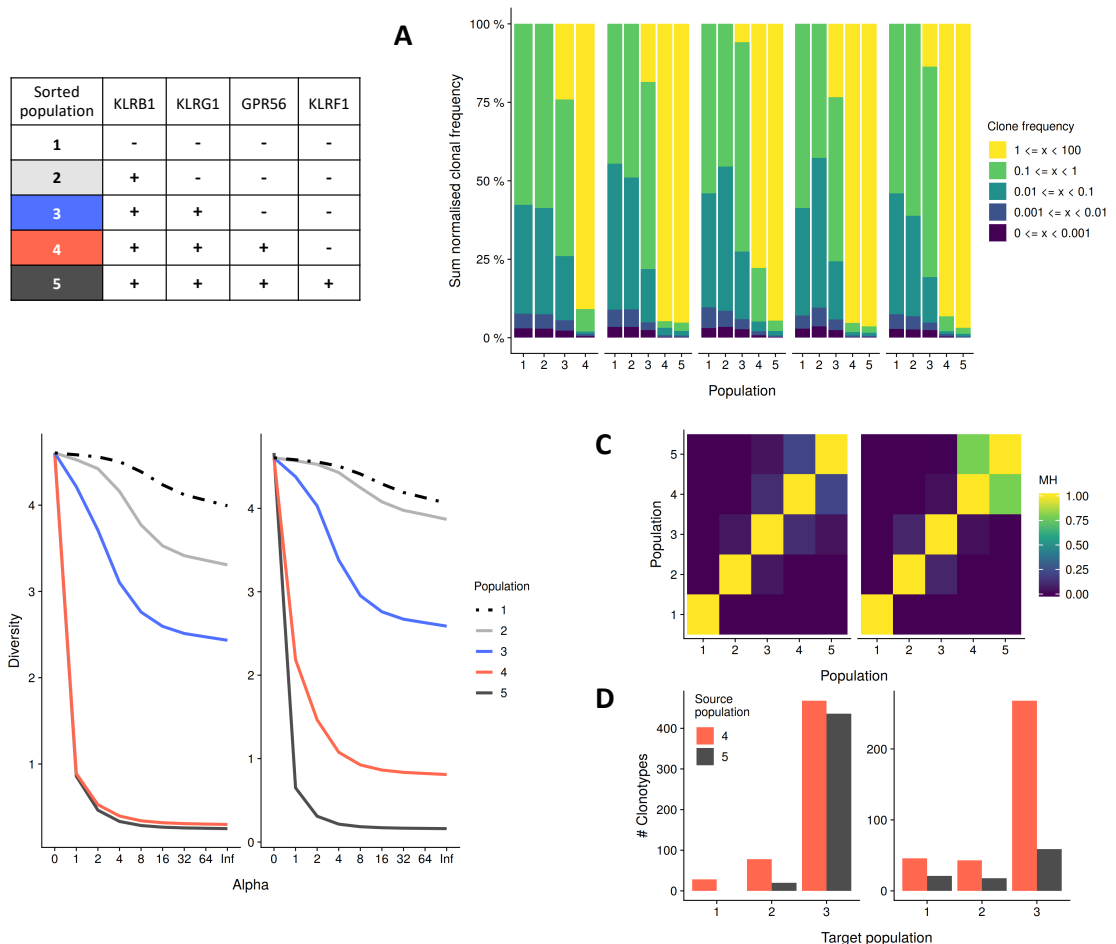 A
Sorted population KLRB1 KLRG1 GPR56 KLRF1
1 - - - -
2 + - - -
3 + + - -
4 + + + -
5 + + + +
Sum normalised clonal frequency
100 %
75 %
50 %
25 %
0 %
1 2 3 4 1 2 3 4 5 1 2 3 4 5 1 2 3 4 5 1 2 3 4 5
Population
Clone frequency
1 <= x < 100
0.1 <= x < 1
0.01 <= x < 0.1
0.001 <= x < 0.01
0 <= x < 0.001
Diversity
4
3
2
1
4
3
2
1
0
0 1 2 4 8 16 32 64 Inf 0 1 2 4 8 16 32 64 Inf
Alpha
Population
1
2
3
4
5
C
Population
5
4
3
2
1
1 2 3 4 5 1 2 3 4 5
Population
MH
1.00
0.75
0.50
0.25
0.00
D
# Clonotypes
400
300
200
100
0
Source
population
4
5
200
100
0
1 2 3 1 2 3
Target population